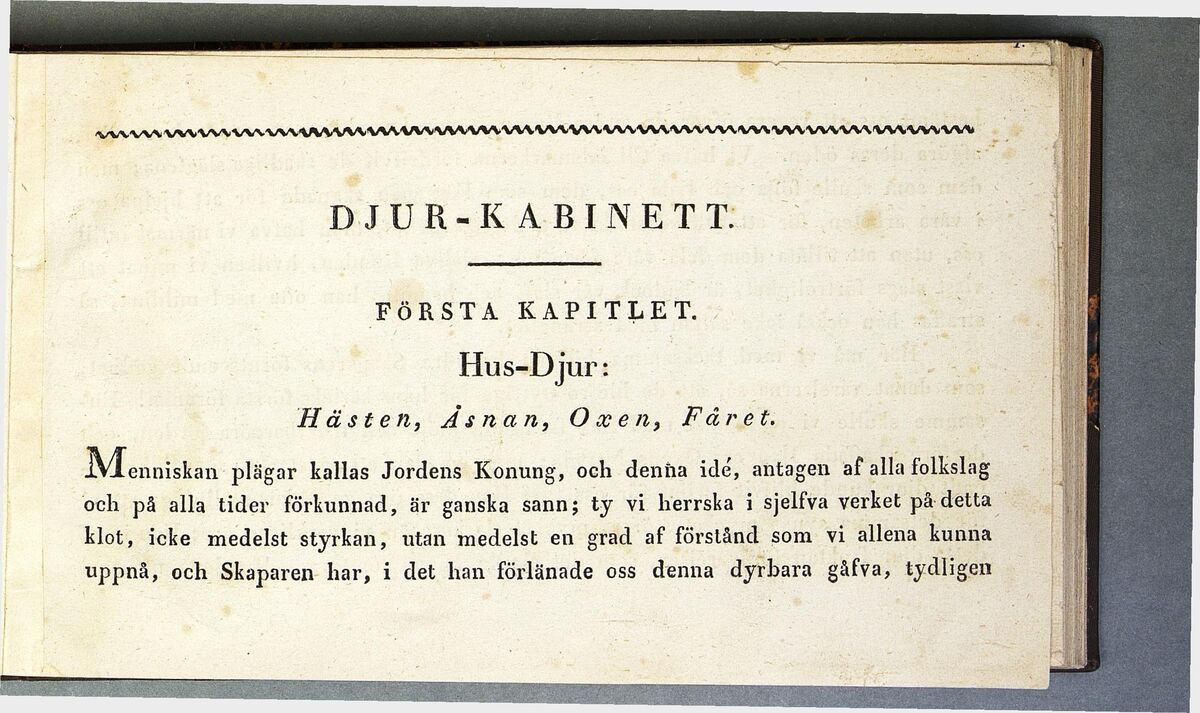 DJUR-KABINETT.
FÖRSTA KAPITLET.
Hus-Djur:
Hästen, Åsnan, Oxen, Fåret.
Menniskan plägar kallas Jordens Konung, och denna idé, antagen af alla folkslag
och på alla tider förkunnad, är ganska sann; ty vi herrska i sjelfva verket på detta
klot, icke medelst styrkan, utan medelst en grad af förstånd som vi allena kunna
uppnå, och Skaparen har, i det han förlänade oss denna dyrbara gåfva, tydligen